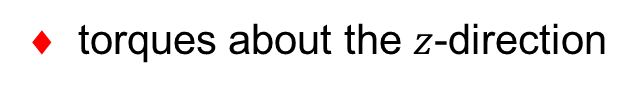 ♦ torques about the z-direction